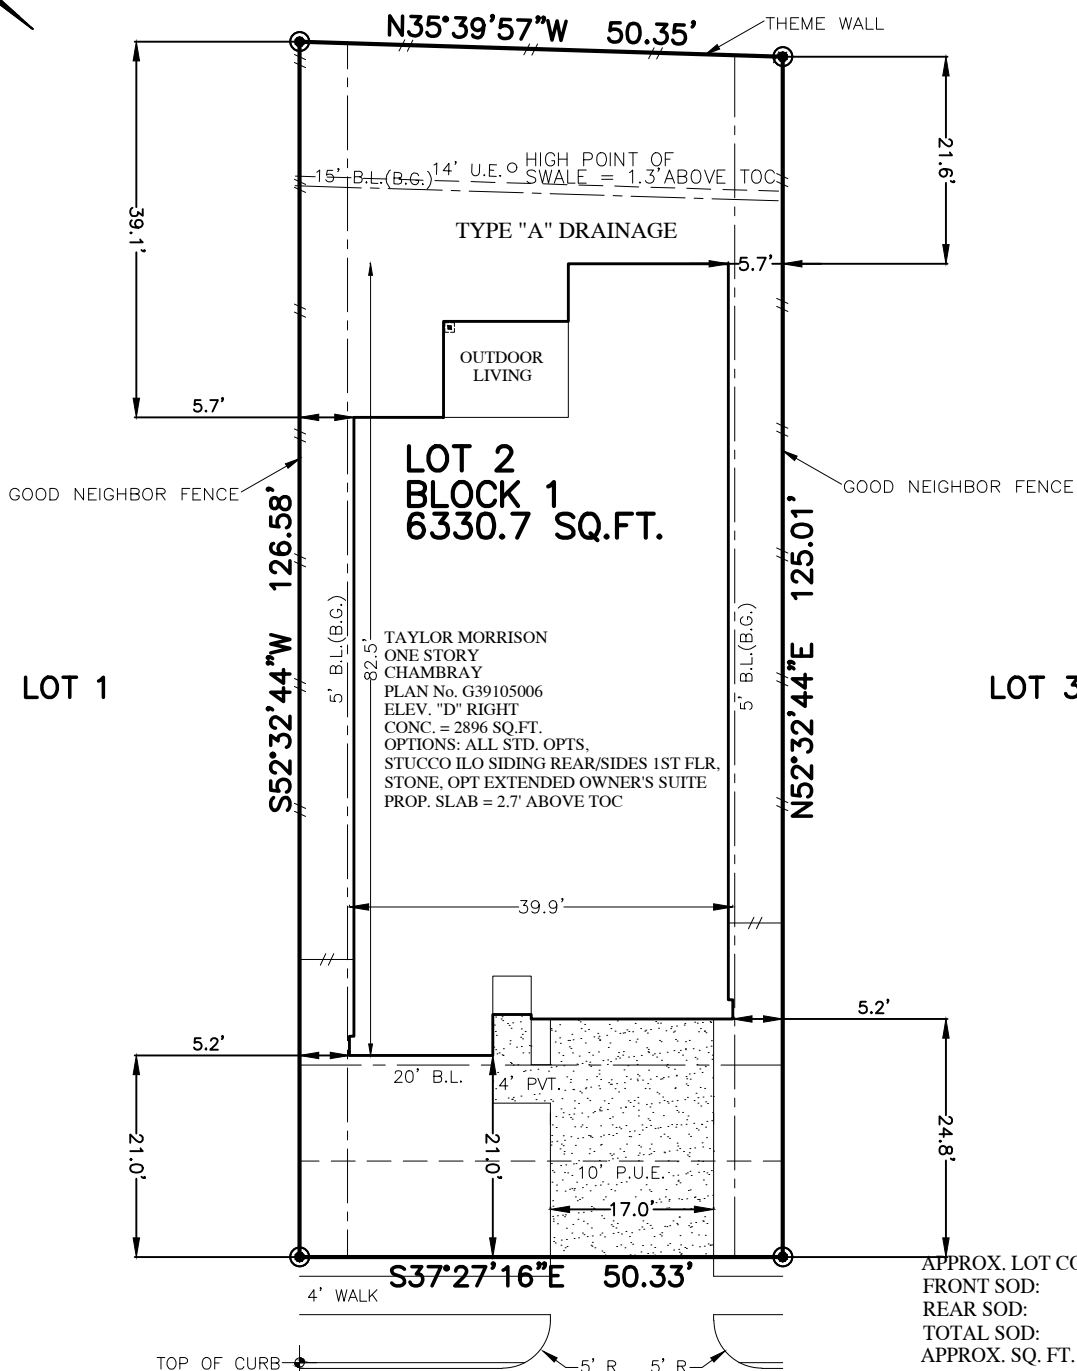 N35°39'57"W 50.35'
THEME WALL
21.6'
39.1'
15' B.L.(B.G.)
14' U.E.
HIGH POINT OF
SWALE = 1.3'ABOVE TOC
TYPE "A" DRAINAGE
5.7'
OUTDOOR
LIVING
5.7'
LOT 2
BLOCK 1
6330.7 SQ.FT.
GOOD NEIGHBOR FENCE
GOOD NEIGHBOR FENCE
S52°32'44"W 126.58'
N52°32'44"E 125.01'
5' B.L.(B.G.)
82.5'
5' B.L.(B.G.)
TAYLOR MORRISON
ONE STORY
CHAMBRAY
PLAN No. G39105006
ELEV. "D" RIGHT
CONC. = 2896 SQ.FT.
OPTIONS: ALL STD. OPTS,
STUCCO ILO SIDING REAR/SIDES 1ST FLR,
STONE, OPT EXTENDED OWNER'S SUITE
PROP. SLAB = 2.7' ABOVE TOC
LOT 1
LOT 3
39.9'
5.2'
5.2'
20' B.L.
4' PVT.
21.0'
21.0'
24.8'
10' P.U.E.
17.0'
S37°27'16"E 50.33'
4' WALK
TOP OF CURB
5' R
5' R
APPROX. LOT CO
FRONT SOD:
REAR SOD:
TOTAL SOD:
APPROX. SQ. FT.